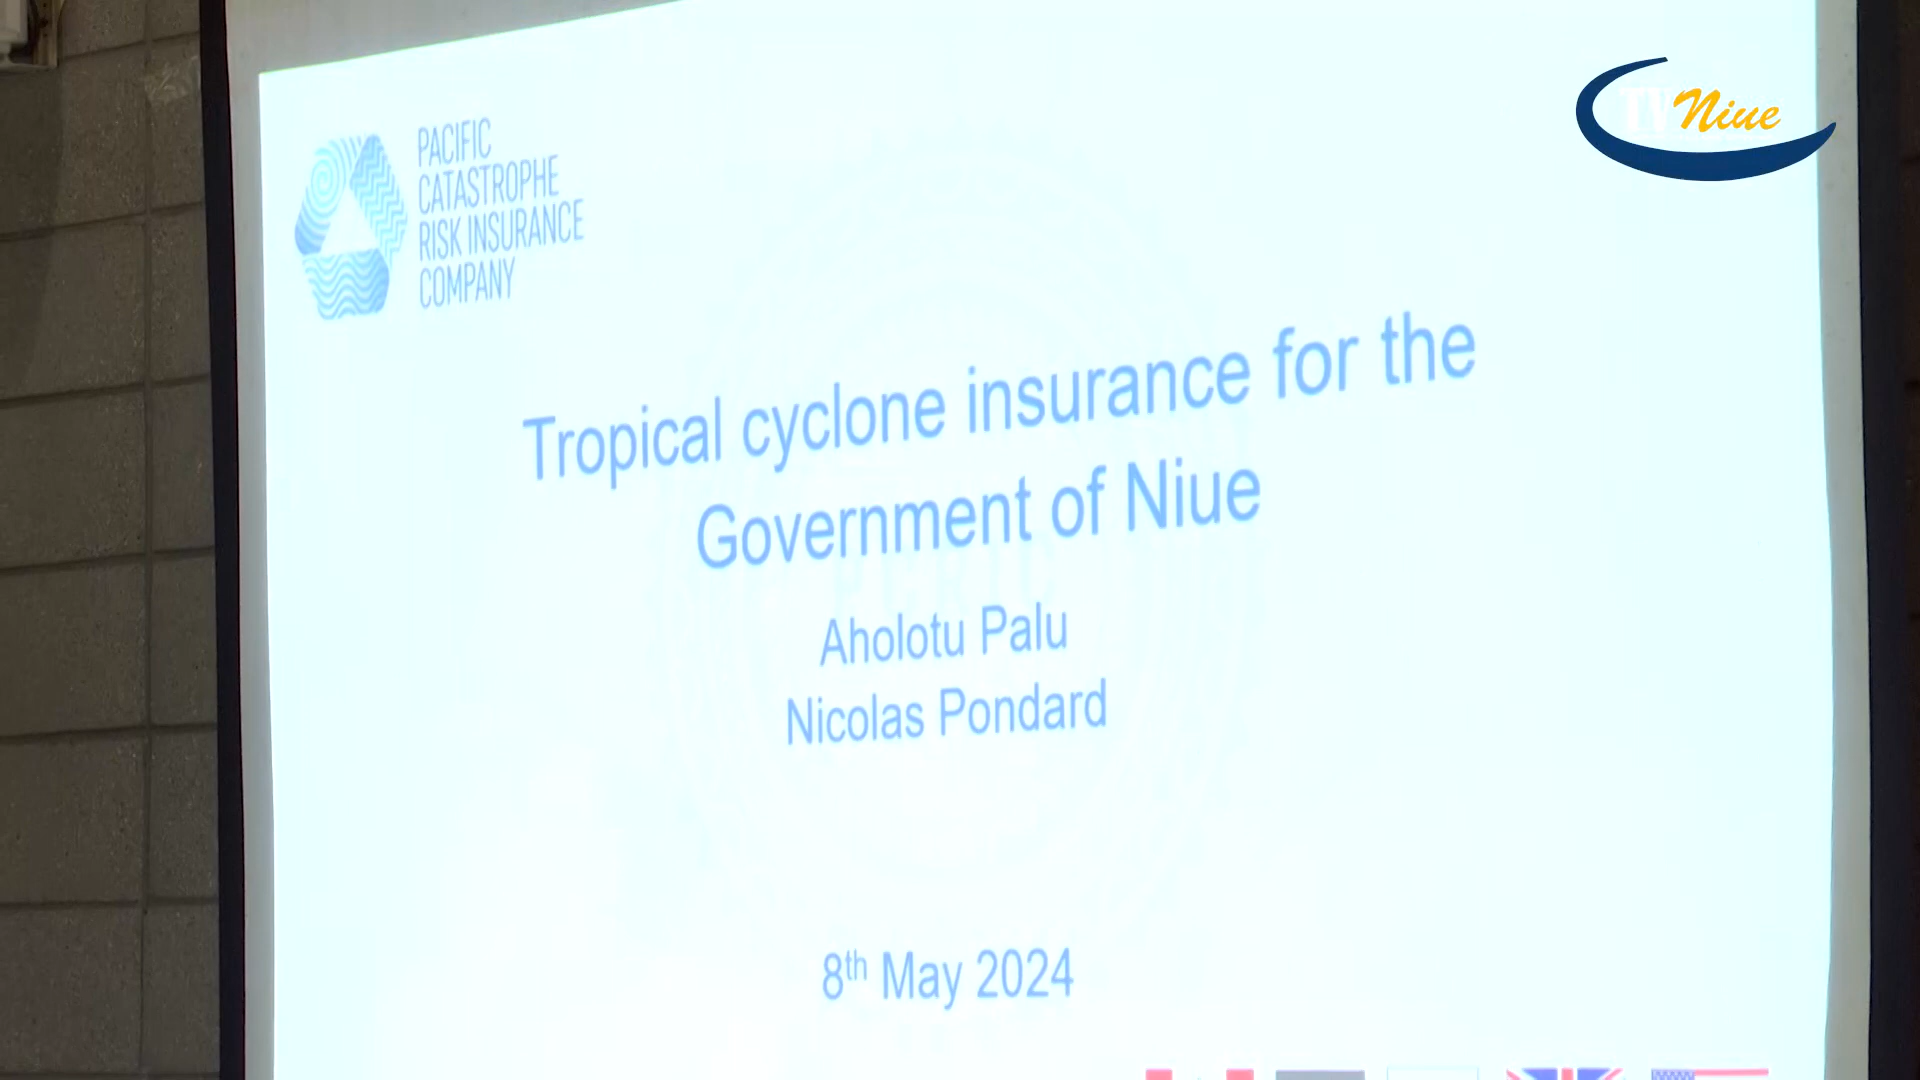 PACIFIC
CATASTROPHE
RISK INSURANCE
COMPANY
TV Niue
Tropical cyclone insurance for the
Government of Niue
PCRIC
Aholotu Palu
Nicolas Pondard
8th May 2024